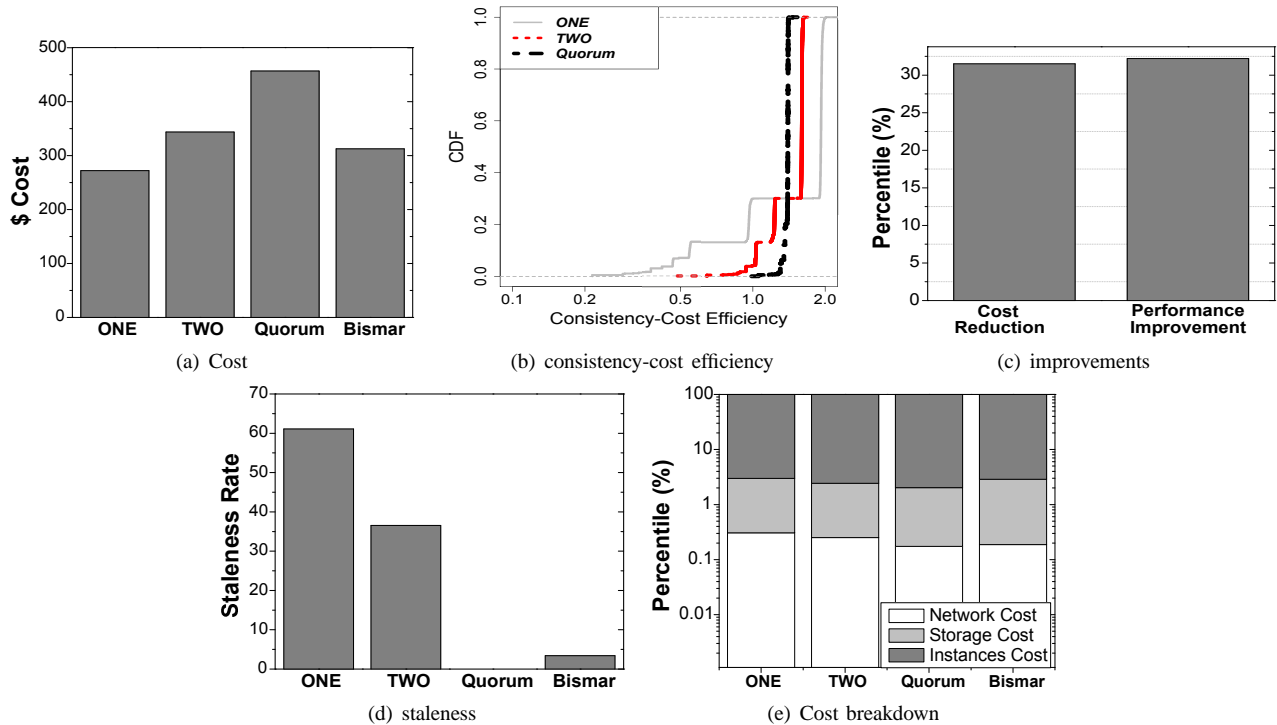 500
400
300
200
100
0
$ Cost
ONE TWO Quorum Bismar
(a) Cost
ONE
TWO
Quorum
1.0
0.8
0.6
0.4
0.2
0.0
CDF
0.1 0.2 0.5 1.0 2.0
Consistency-Cost Efficiency
(b) consistency-cost efficiency
30
25
20
15
10
5
0
Percentile (%)
Cost Performance
Reduction Improvement
(c) improvements
70
60
50
40
30
20
10
0
Staleness Rate
ONE TWO Quorum Bismar
(d) staleness
100
10
1
0.1
0.01
Percentile (%)
Network Cost
Storage Cost
Instances Cost
ONE TWO Quorum Bismar
(e) Cost breakdown